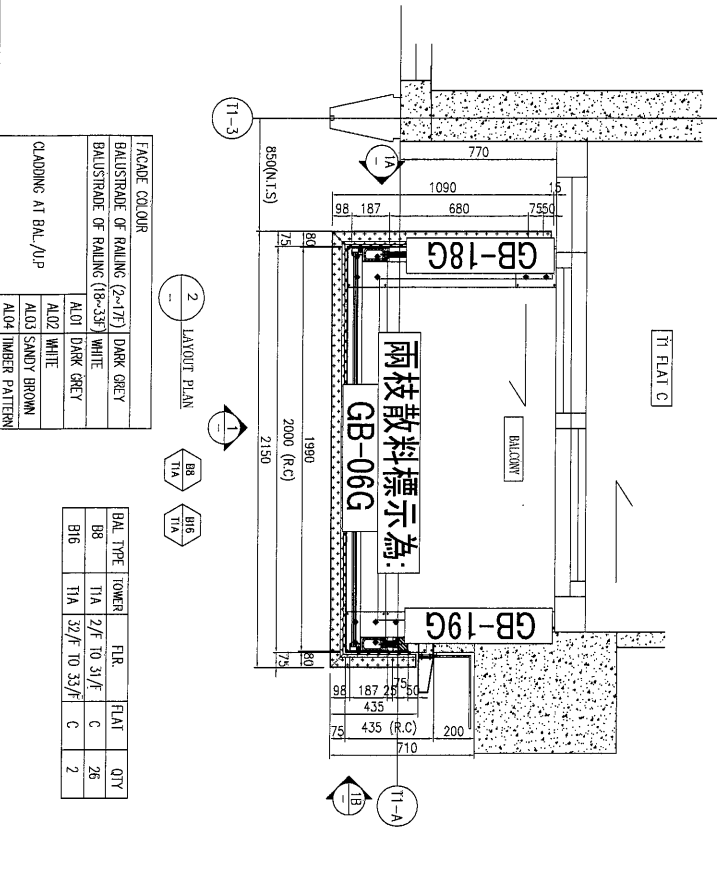 T1 FLAT C
BALCONY
T1-3
850(N.T.S)
770
1A
-
1090
15
98
187
680
75
50
80
75
GB-18G
兩枝散料標示為:
GB-06G
GB-19G
1990
2000 (R.C)
2150
80
75
98
187
25
75
50
435
75
435 (R.C)
200
710
1B
-
T1-A
1
-
2
--
LAYOUT PLAN
B8
T1A
B16
T1A
FACADE COLOUR
BALUSTRADE OF RAILING (2~17F) DARK GREY
BALUSTRADE OF RAILING (18~33F) WHITE
CLADDING AT BAL./U.P
AL01 DARK GREY
AL02 WHITE
AL03 SANDY BROWN
AL04 TIMBER PATTERN
BAL TYPE TOWER FLR. FLAT QTY
B8 T1A 2/F TO 31/F C 26
B16 T1A 32/F TO 33/F C 2